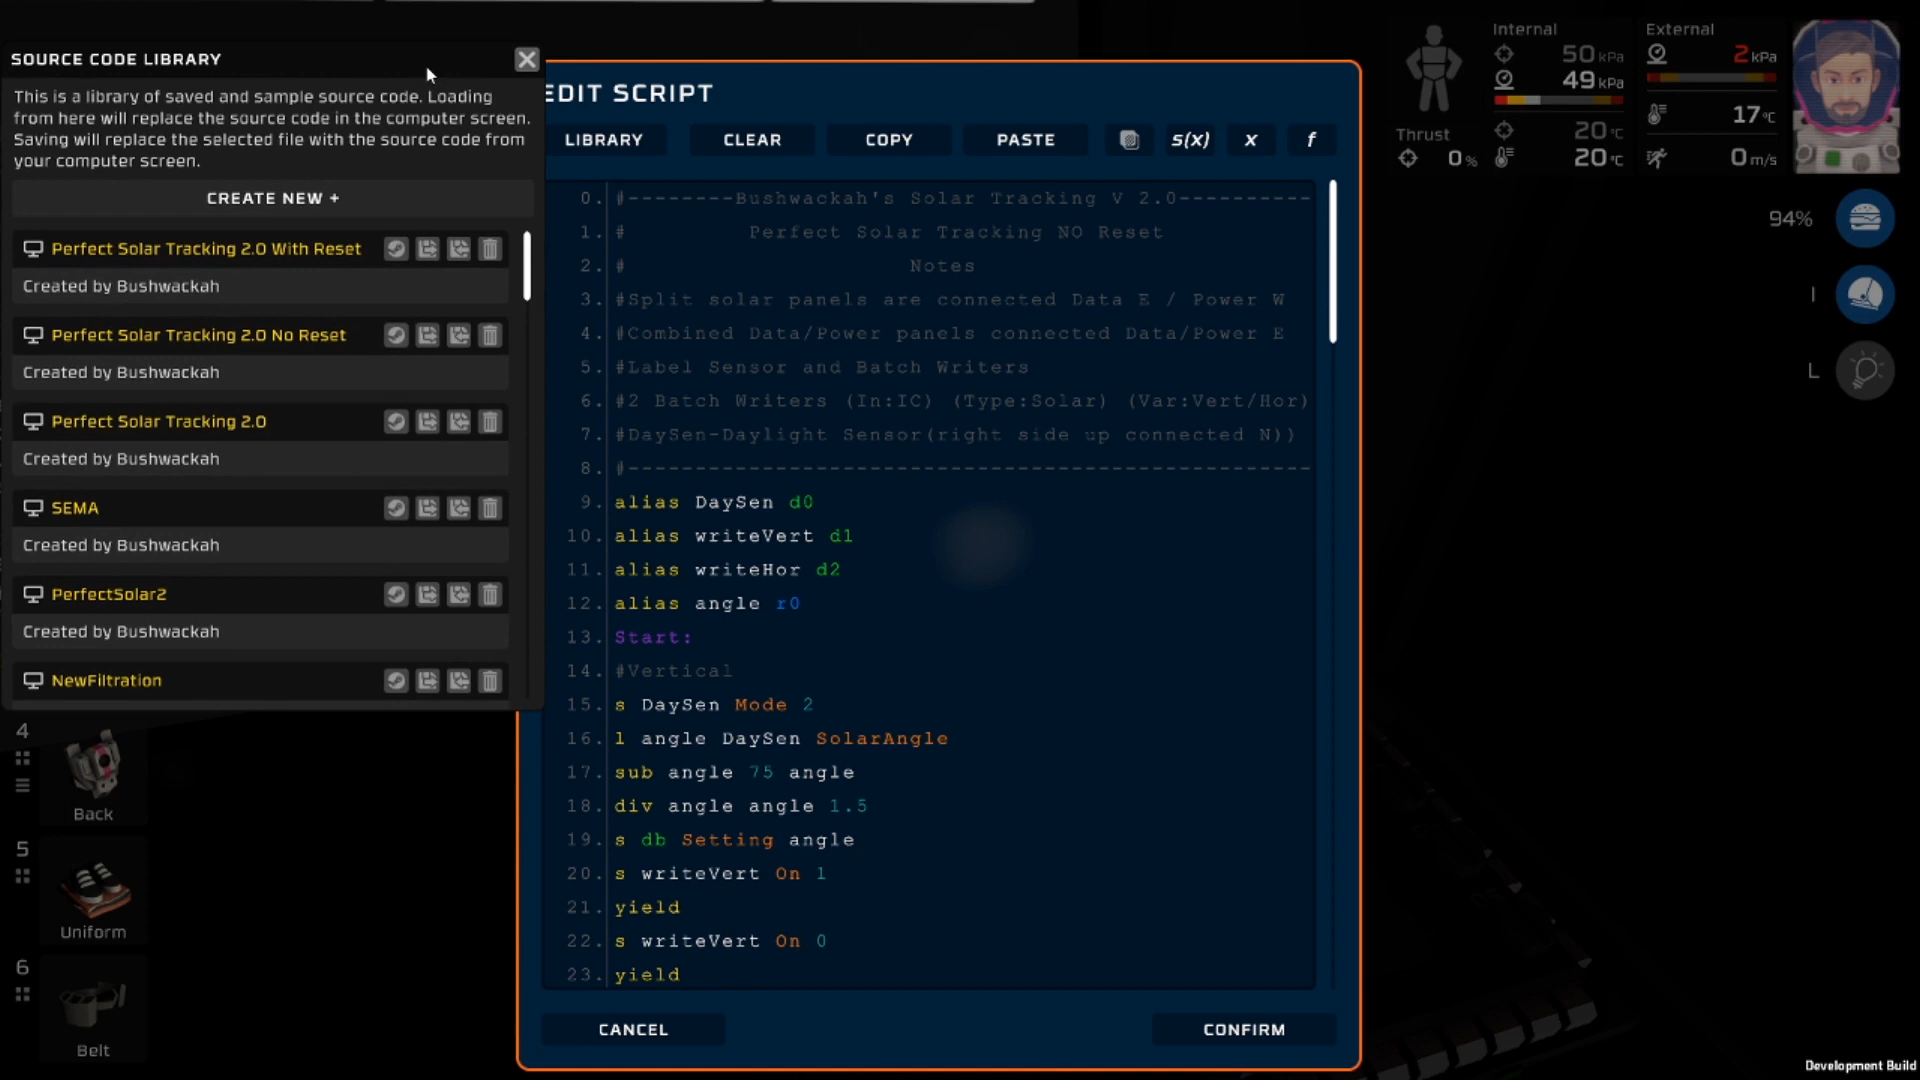 SOURCE CODE LIBRARY
This is a library of saved and sample source code. Loading
from here will replace the source code in the computer screen.
Saving will replace the selected file with the source code from
your computer screen.
CREATE NEW +
Perfect Solar Tracking 2.0 With Reset
Created by Bushwackah
Perfect Solar Tracking 2.0 No Reset
Created by Bushwackah
Perfect Solar Tracking 2.0
Created by Bushwackah
SEMA
Created by Bushwackah
PerfectSolar2
Created by Bushwackah
NewFiltration
4
Back
5
Uniform
6
Belt
EDIT SCRIPT
LIBRARY CLEAR COPY PASTE S(X) X f
0. #--------Bushwackah's Solar Tracking V 2.0----------
1. # Perfect Solar Tracking NO Reset
2. # Notes
3. #Split solar panels are connected Data E / Power W
4. #Combined Data/Power panels connected Data/Power E
5. #Label Sensor and Batch Writers
6. #2 Batch Writers (In:IC) (Type:Solar) (Var:Vert/Hor)
7. #DaySen-Daylight Sensor(right side up connected N))
8. #---------------------------------------------------
9. alias DaySen d0
10. alias writeVert d1
11. alias writeHor d2
12. alias angle r0
13. Start:
14. #Vertical
15. s DaySen Mode 2
16. l angle DaySen SolarAngle
17. sub angle 75 angle
18. div angle angle 1.5
19. s db Setting angle
20. s writeVert On 1
21. yield
22. s writeVert On 0
23. yield
CANCEL CONFIRM
Internal External
50 kPa 2 kPa
49 kPa
Thrust 20 °C 17 °C
0 % 20 °C 0 m/s
94%
I
L
Development Build